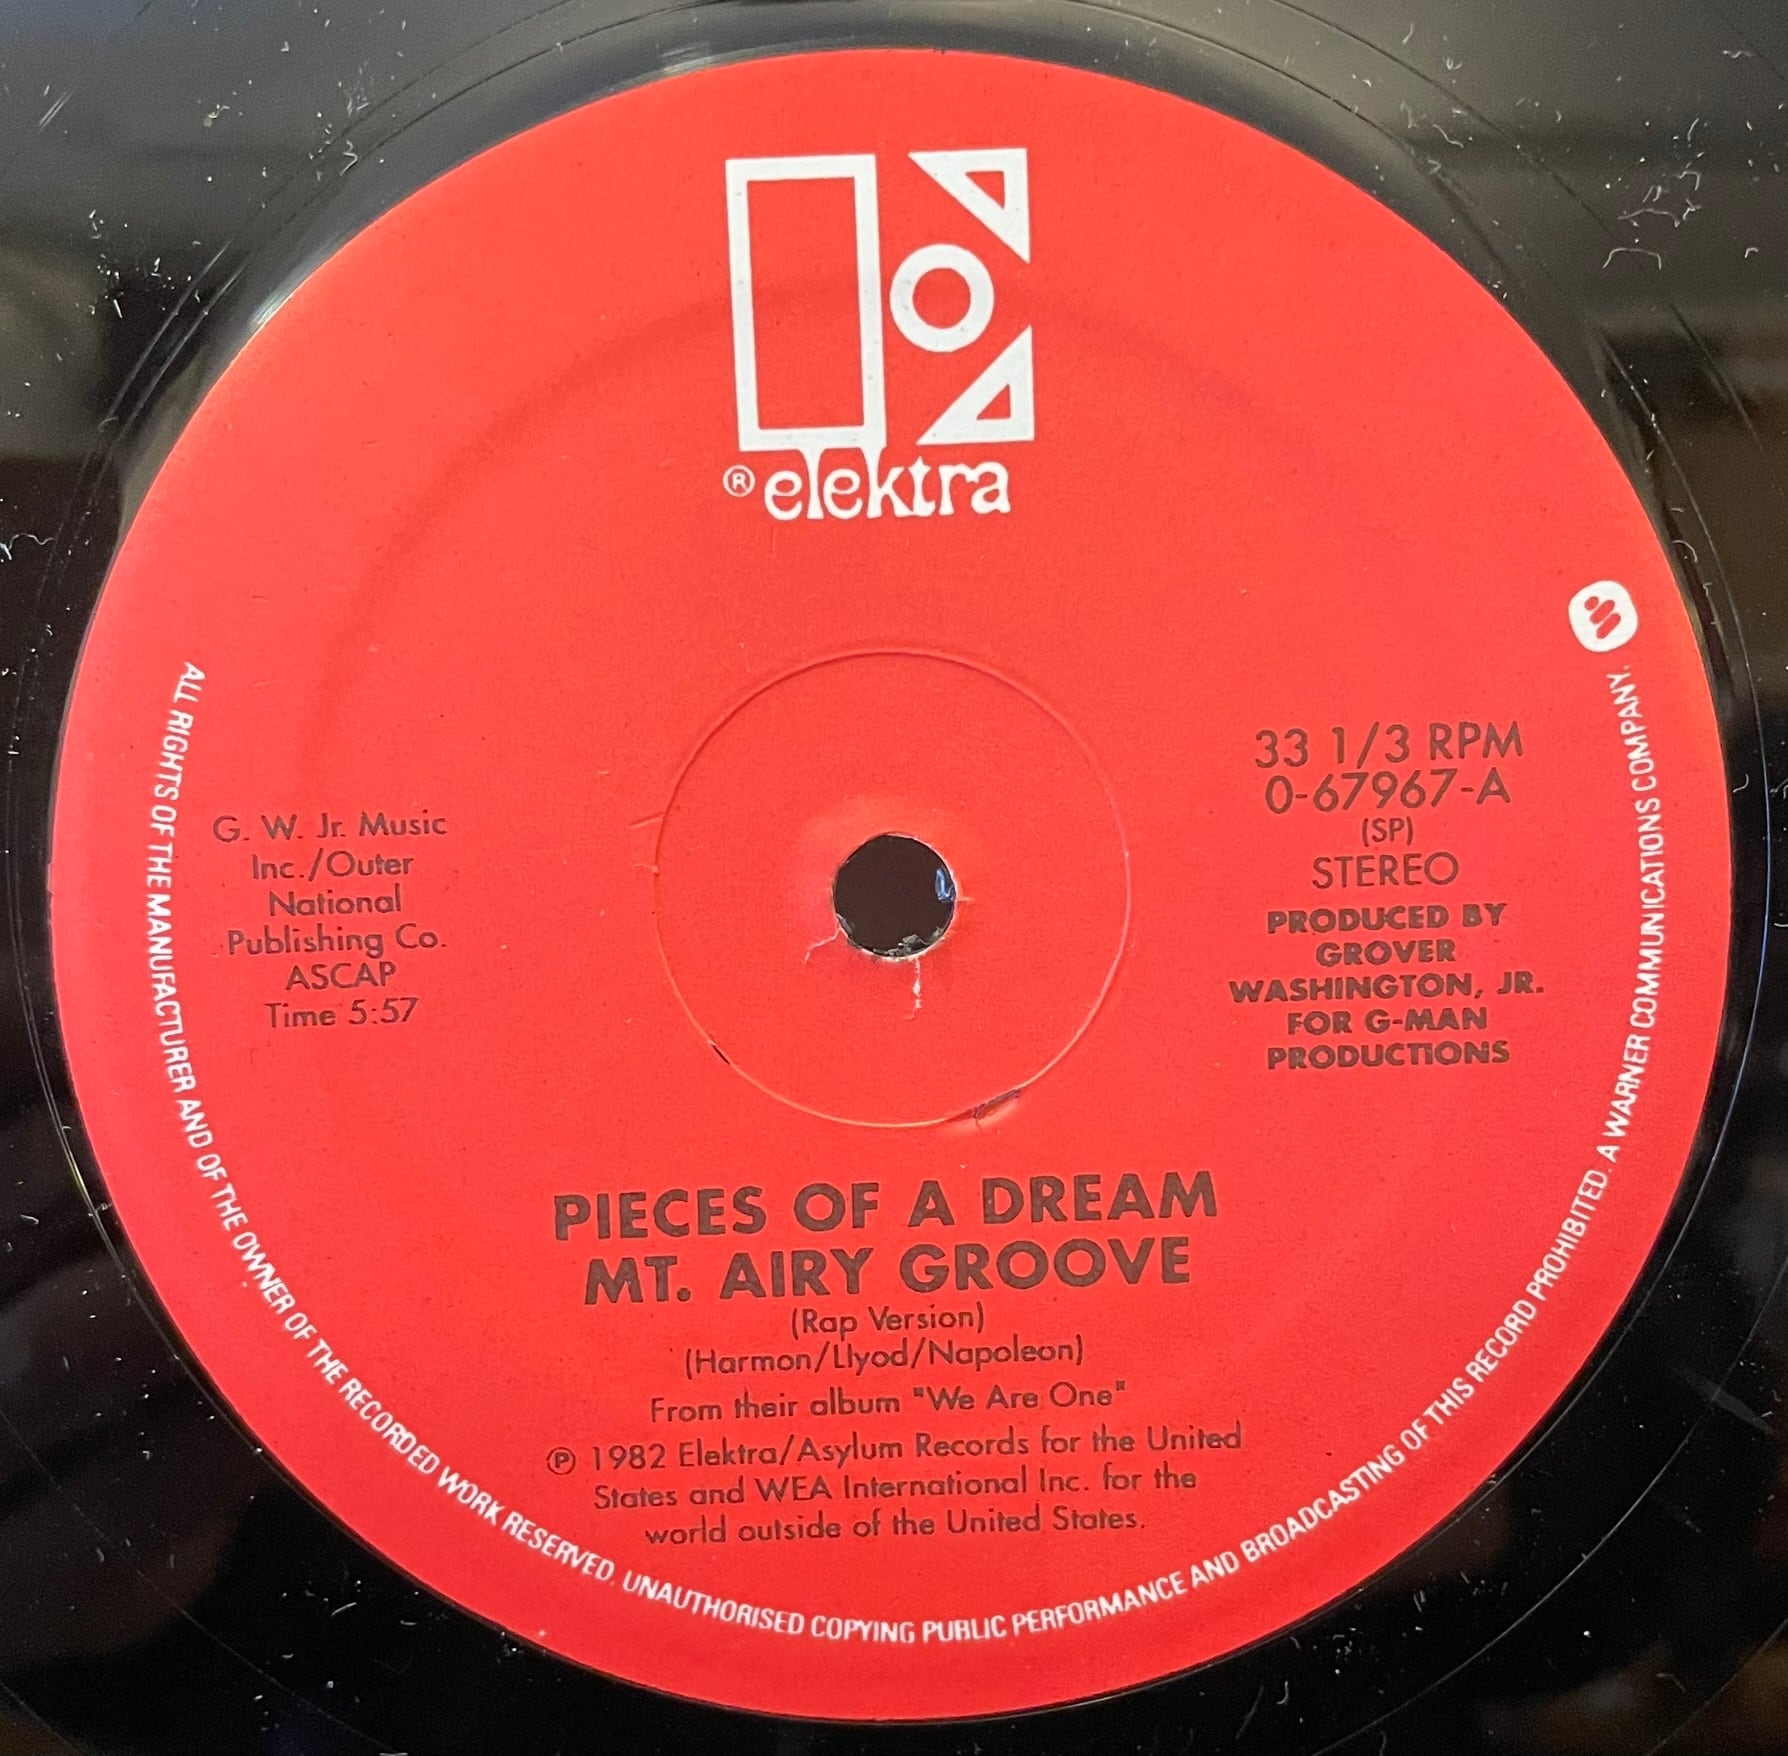 ® elektra
33 1/3 RPM
0-67967-A
(SP)
STEREO
PRODUCED BY
GROVER
WASHINGTON, JR.
FOR G-MAN
PRODUCTIONS
G. W. Jr. Music
Inc./Outer
National
Publishing Co.
ASCAP
Time 5:57
PIECES OF A DREAM
MT. AIRY GROOVE
(Rap Version)
(Harmon/Llyod/Napoleon)
From their album "We Are One"
℗ 1982 Elektra/Asylum Records for the United
States and WEA International Inc. for the
world outside of the United States.
ALL RIGHTS OF THE MANUFACTURER AND OF THE OWNER OF THE RECORDED WORK RESERVED. UNAUTHORISED COPYING PUBLIC PERFORMANCE AND BROADCASTING OF THIS RECORD PROHIBITED. A WARNER COMMUNICATIONS COMPANY.